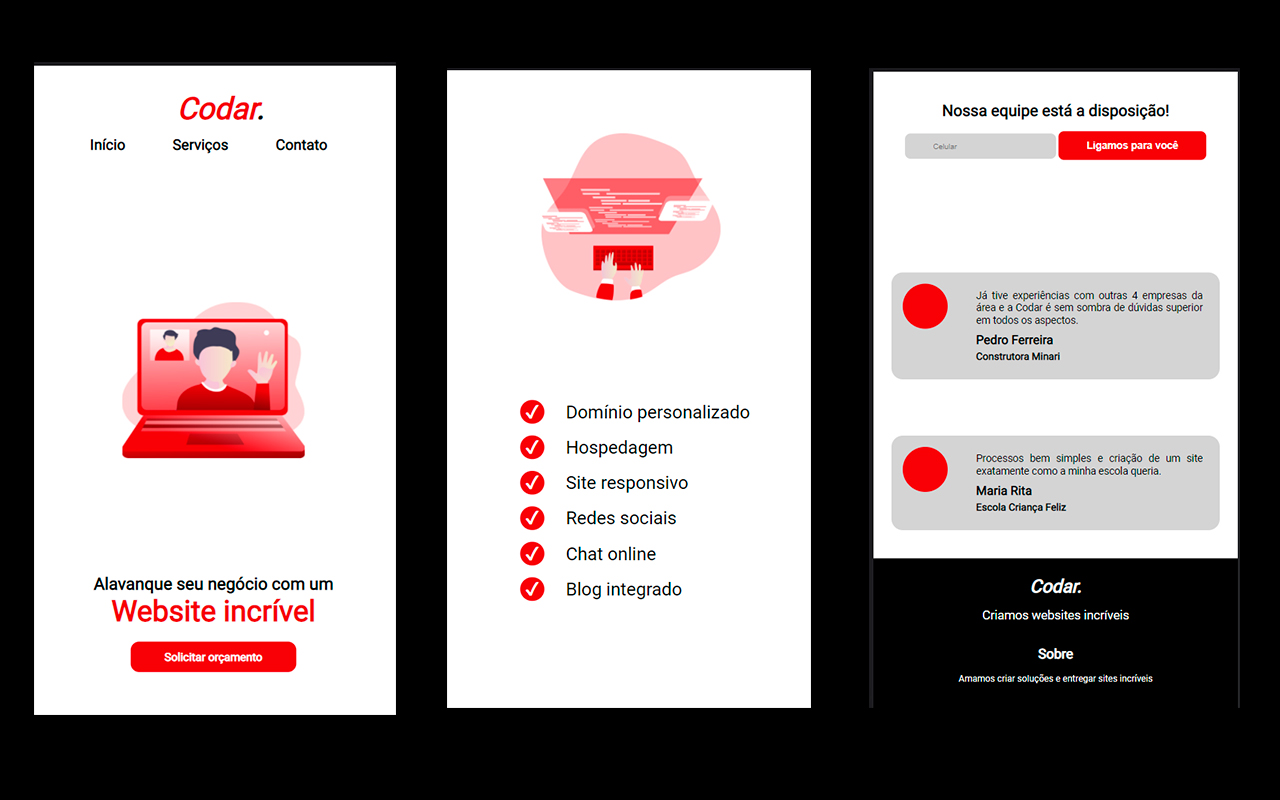 Codar.
Início Serviços Contato
Alavanque seu negócio com um
Website incrível
Solicitar orçamento
Domínio personalizado
Hospedagem
Site responsivo
Redes sociais
Chat online
Blog integrado
Nossa equipe está a disposição!
Celular Ligamos para você
Já tive experiências com outras 4 empresas da
área e a Codar é sem sombra de dúvidas superior
em todos os aspectos.
Pedro Ferreira
Construtora Minari
Processos bem simples e criação de um site
exatamente como a minha escola queria.
Maria Rita
Escola Criança Feliz
Codar.
Criamos websites incríveis
Sobre
Amamos criar soluções e entregar sites incríveis